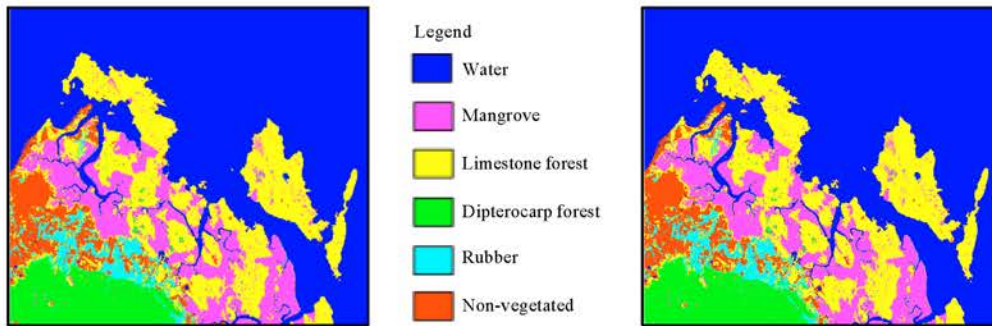 Legend
Water
Mangrove
Limestone forest
Dipterocarp forest
Rubber
Non-vegetated